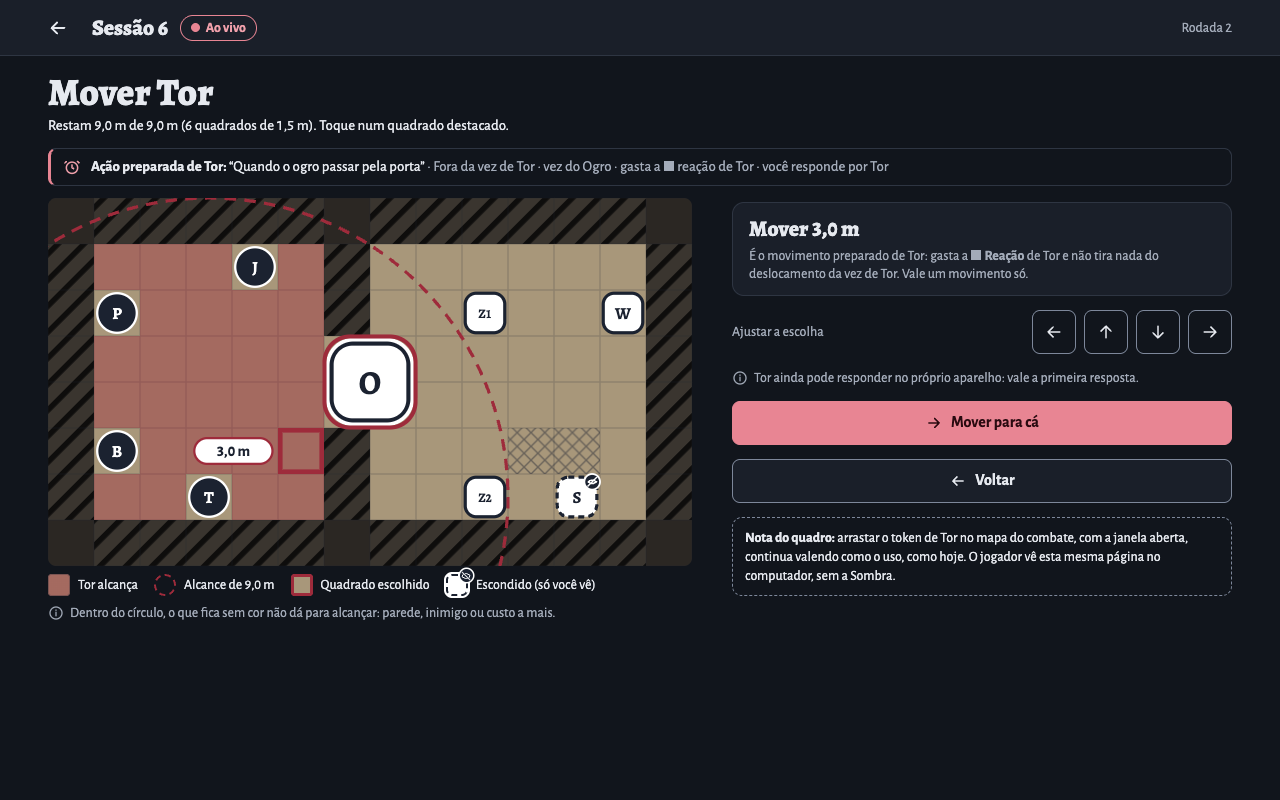 Sessão 6
Ao vivo
Rodada 2
Mover Tor
Restam 9,0 m de 9,0 m (6 quadrados de 1,5 m). Toque num quadrado destacado.
Ação preparada de Tor: “Quando o ogro passar pela porta” · Fora da vez de Tor · vez do Ogro · gasta a reação de Tor · você responde por Tor
J
P
Z1
W
O
B
3,0 m
T
Z2
S
Tor alcança
Alcance de 9,0 m
Quadrado escolhido
Escondido (só você vê)
Dentro do círculo, o que fica sem cor não dá para alcançar: parede, inimigo ou custo a mais.
Mover 3,0 m
É o movimento preparado de Tor: gasta a Reação de Tor e não tira nada do
deslocamento da vez de Tor. Vale um movimento só.
Ajustar a escolha
Tor ainda pode responder no próprio aparelho: vale a primeira resposta.
Mover para cá
Voltar
Nota do quadro: arrastar o token de Tor no mapa do combate, com a janela aberta,
continua valendo como o uso, como hoje. O jogador vê esta mesma página no
computador, sem a Sombra.